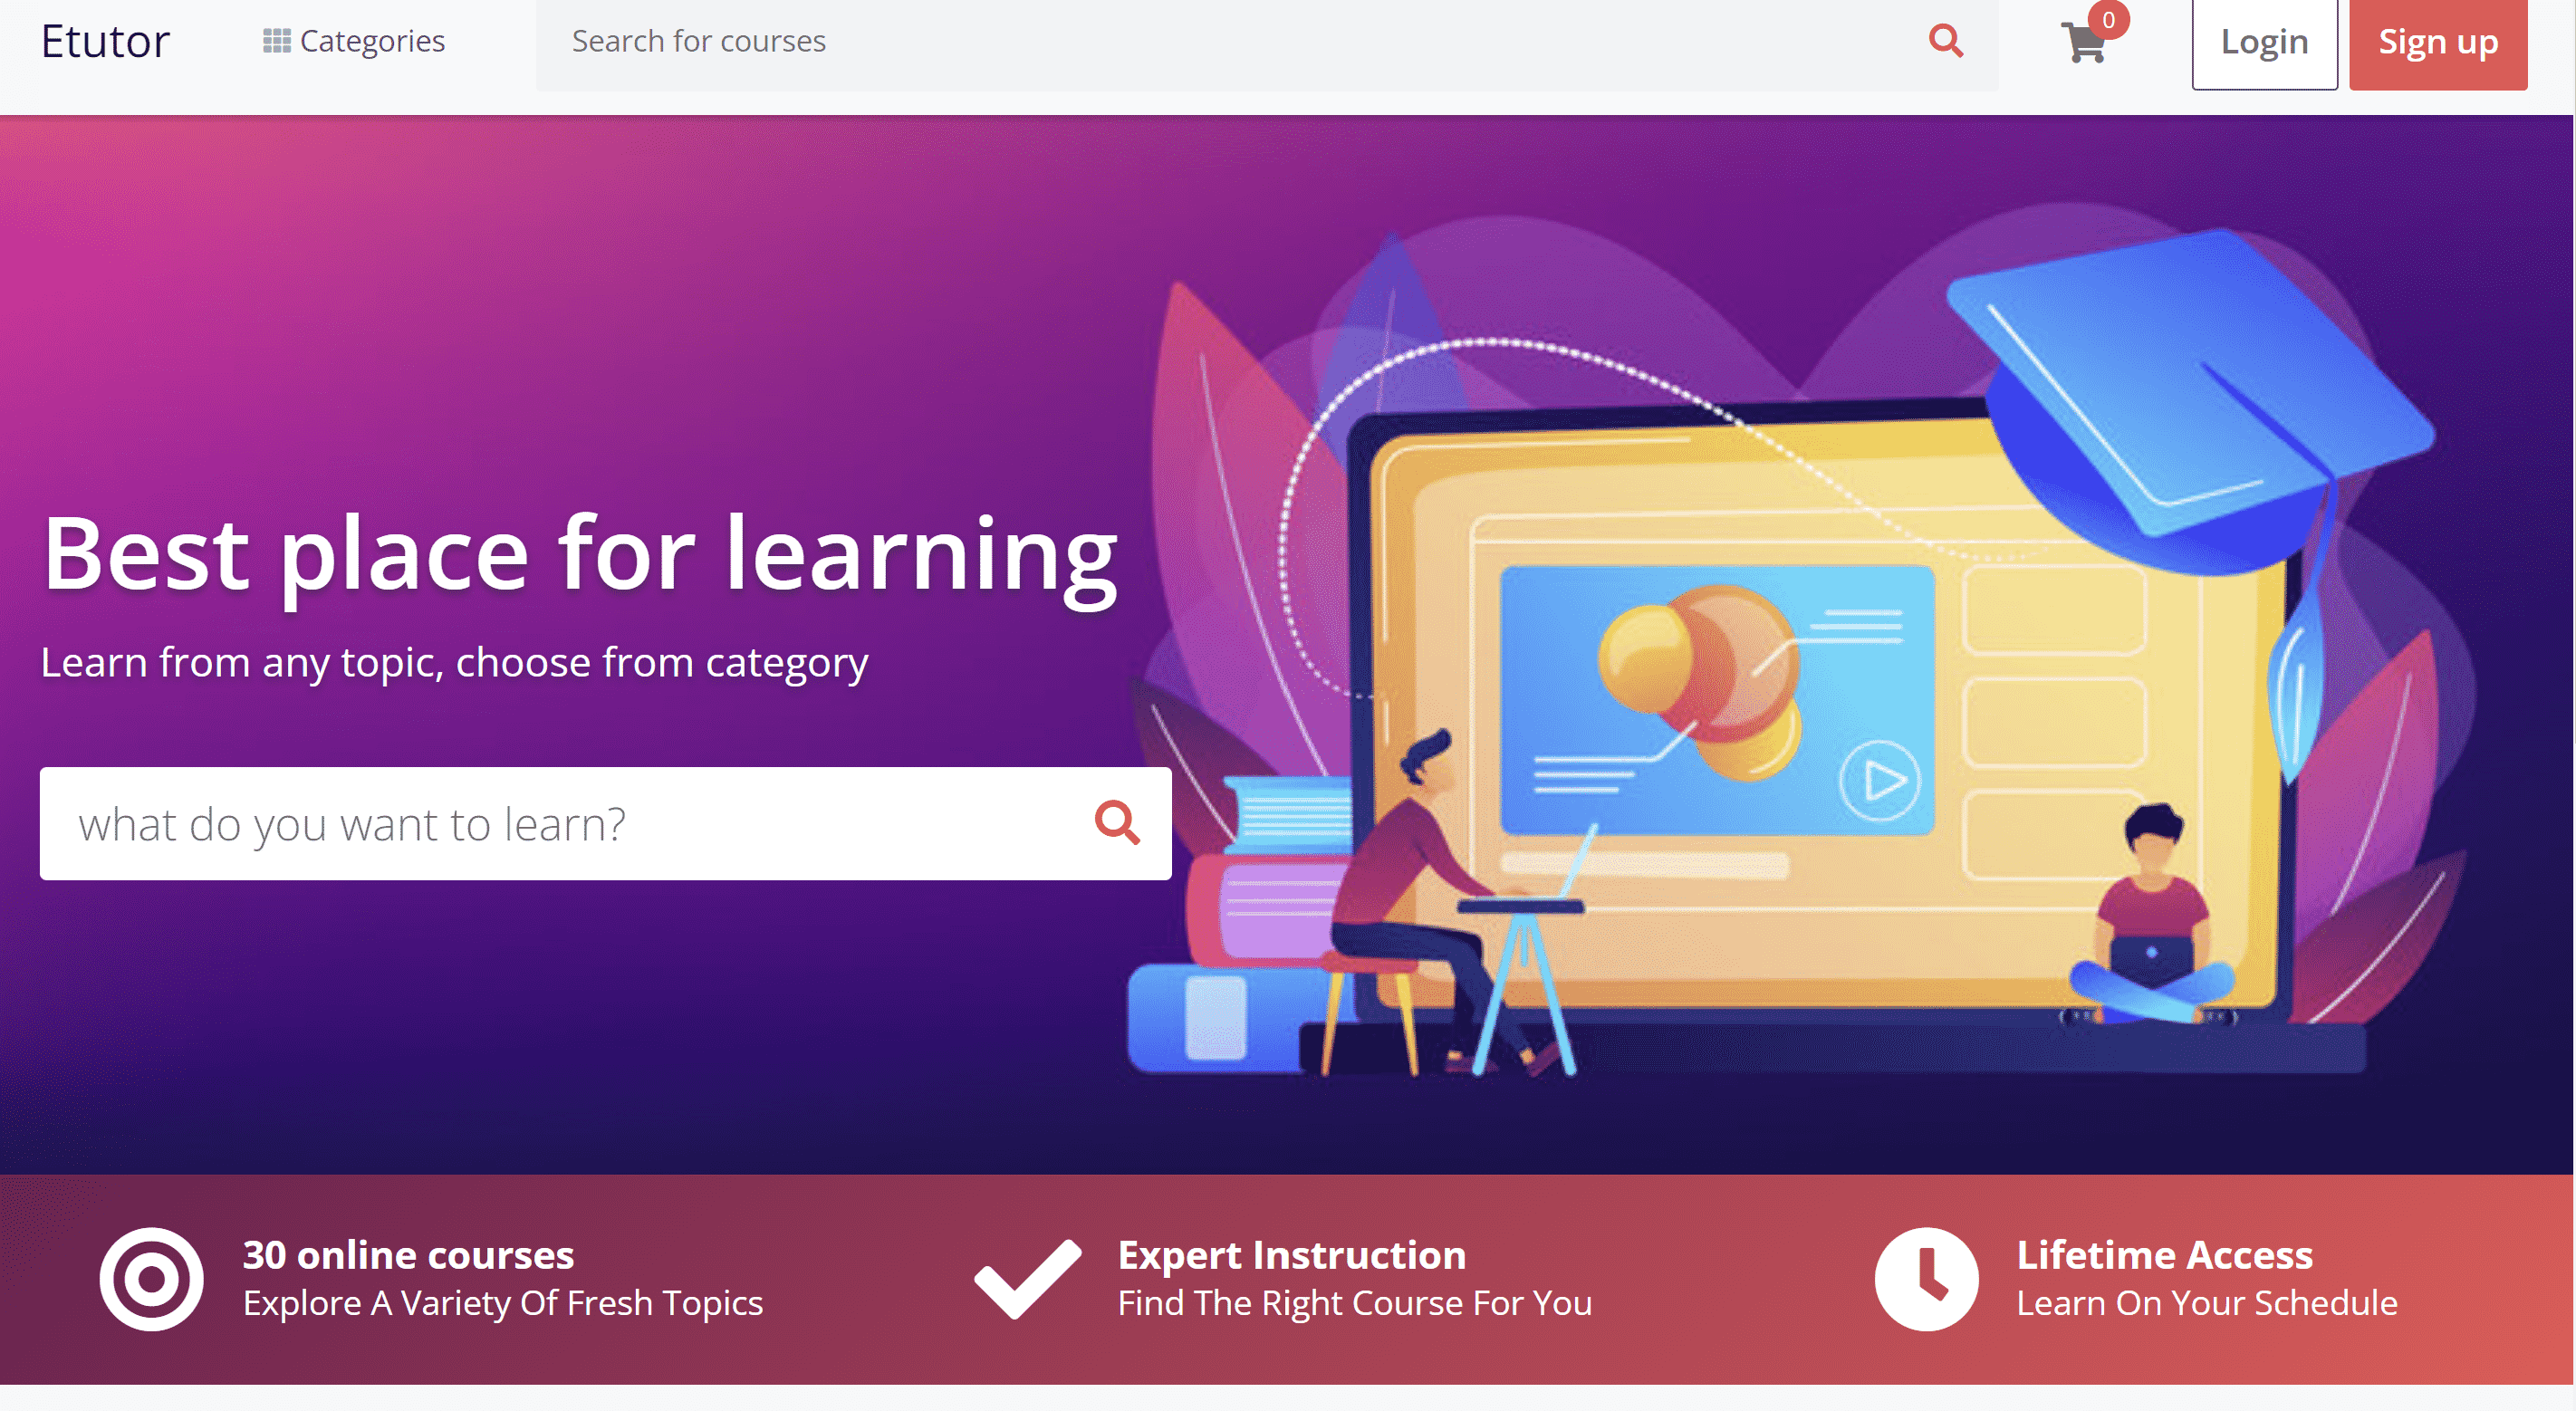 Etutor
Categories
Search for courses
0
Login
Sign up
Best place for learning
Learn from any topic, choose from category
what do you want to learn?
30 online courses
Explore A Variety Of Fresh Topics
Expert Instruction
Find The Right Course For You
Lifetime Access
Learn On Your Schedule